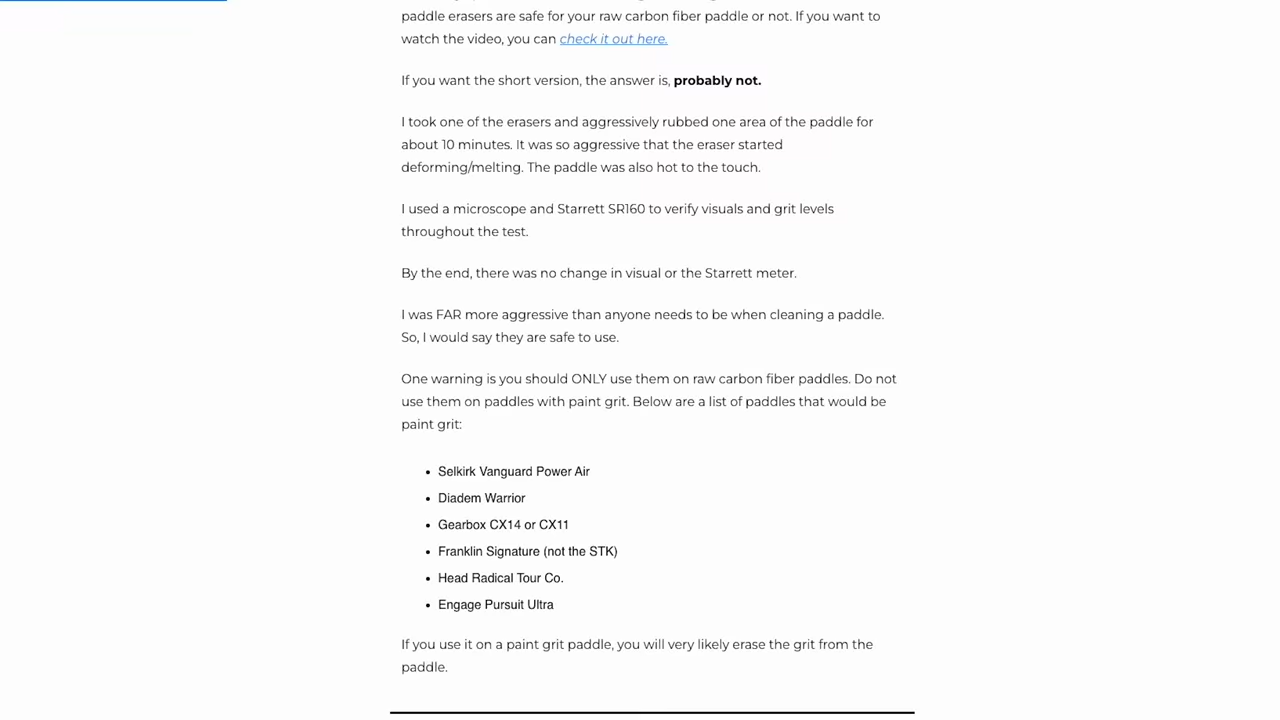 paddle erasers are safe for your raw carbon fiber paddle or not. If you want to
watch the video, you can check it out here.
If you want the short version, the answer is, probably not.
I took one of the erasers and aggressively rubbed one area of the paddle for
about 10 minutes. It was so aggressive that the eraser started
deforming/melting. The paddle was also hot to the touch.
I used a microscope and Starrett SR160 to verify visuals and grit levels
throughout the test.
By the end, there was no change in visual or the Starrett meter.
I was FAR more aggressive than anyone needs to be when cleaning a paddle.
So, I would say they are safe to use.
One warning is you should ONLY use them on raw carbon fiber paddles. Do not
use them on paddles with paint grit. Below are a list of paddles that would be
paint grit:
• Selkirk Vanguard Power Air
• Diadem Warrior
• Gearbox CX14 or CX11
• Franklin Signature (not the STK)
• Head Radical Tour Co.
• Engage Pursuit Ultra
If you use it on a paint grit paddle, you will very likely erase the grit from the
paddle.